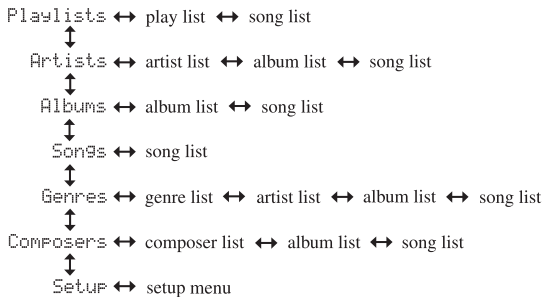 Playlists ↔ play list ↔ song list
Artists ↔ artist list ↔ album list ↔ song list
Albums ↔ album list ↔ song list
Songs ↔ song list
Genres ↔ genre list ↔ artist list ↔ album list ↔ song list
Composers ↔ composer list ↔ album list ↔ song list
Setup ↔ setup menu